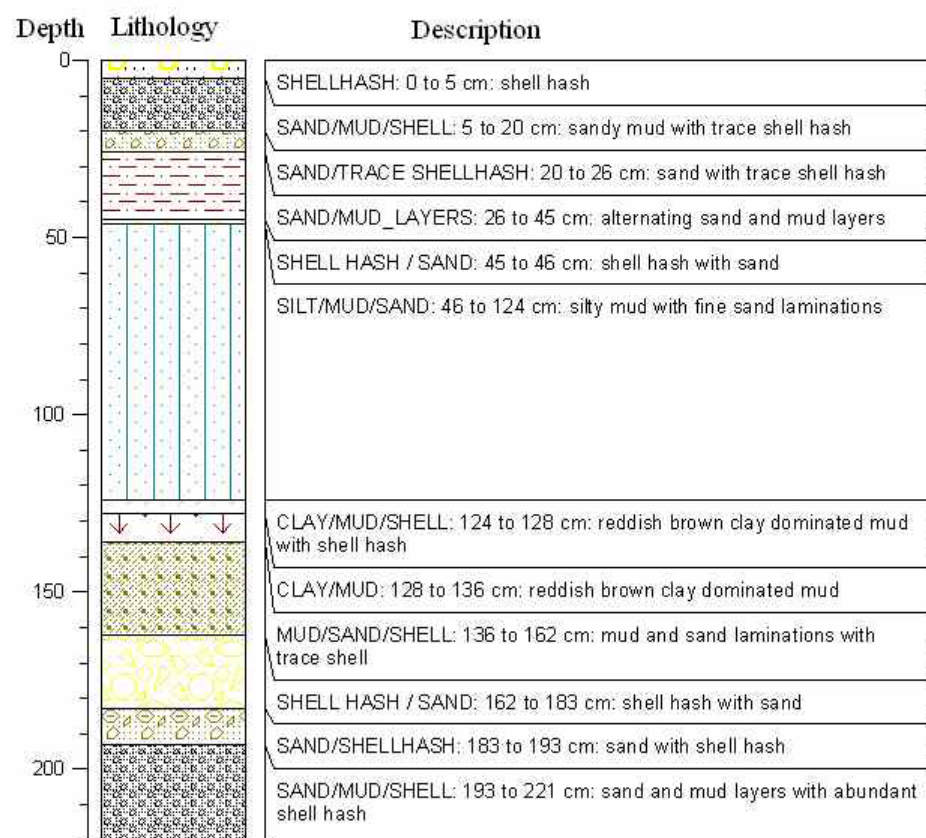 Depth Lithology Description
0
SHELLHASH: 0 to 5 cm: shell hash
SAND/MUD/SHELL: 5 to 20 cm: sandy mud with trace shell hash
SAND/TRACE SHELLHASH: 20 to 26 cm: sand with trace shell hash
SAND/MUD_LAYERS: 26 to 45 cm: alternating sand and mud layers
50
SHELL HASH / SAND: 45 to 46 cm: shell hash with sand
SILT/MUD/SAND: 46 to 124 cm: silty mud with fine sand laminations
100
CLAY/MUD/SHELL: 124 to 128 cm: reddish brown clay dominated mud
with shell hash
150
CLAY/MUD: 128 to 136 cm: reddish brown clay dominated mud
MUD/SAND/SHELL: 136 to 162 cm: mud and sand laminations with
trace shell
SHELL HASH / SAND: 162 to 183 cm: shell hash with sand
SAND/SHELLHASH: 183 to 193 cm: sand with shell hash
200
SAND/MUD/SHELL: 193 to 221 cm: sand and mud layers with abundant
shell hash